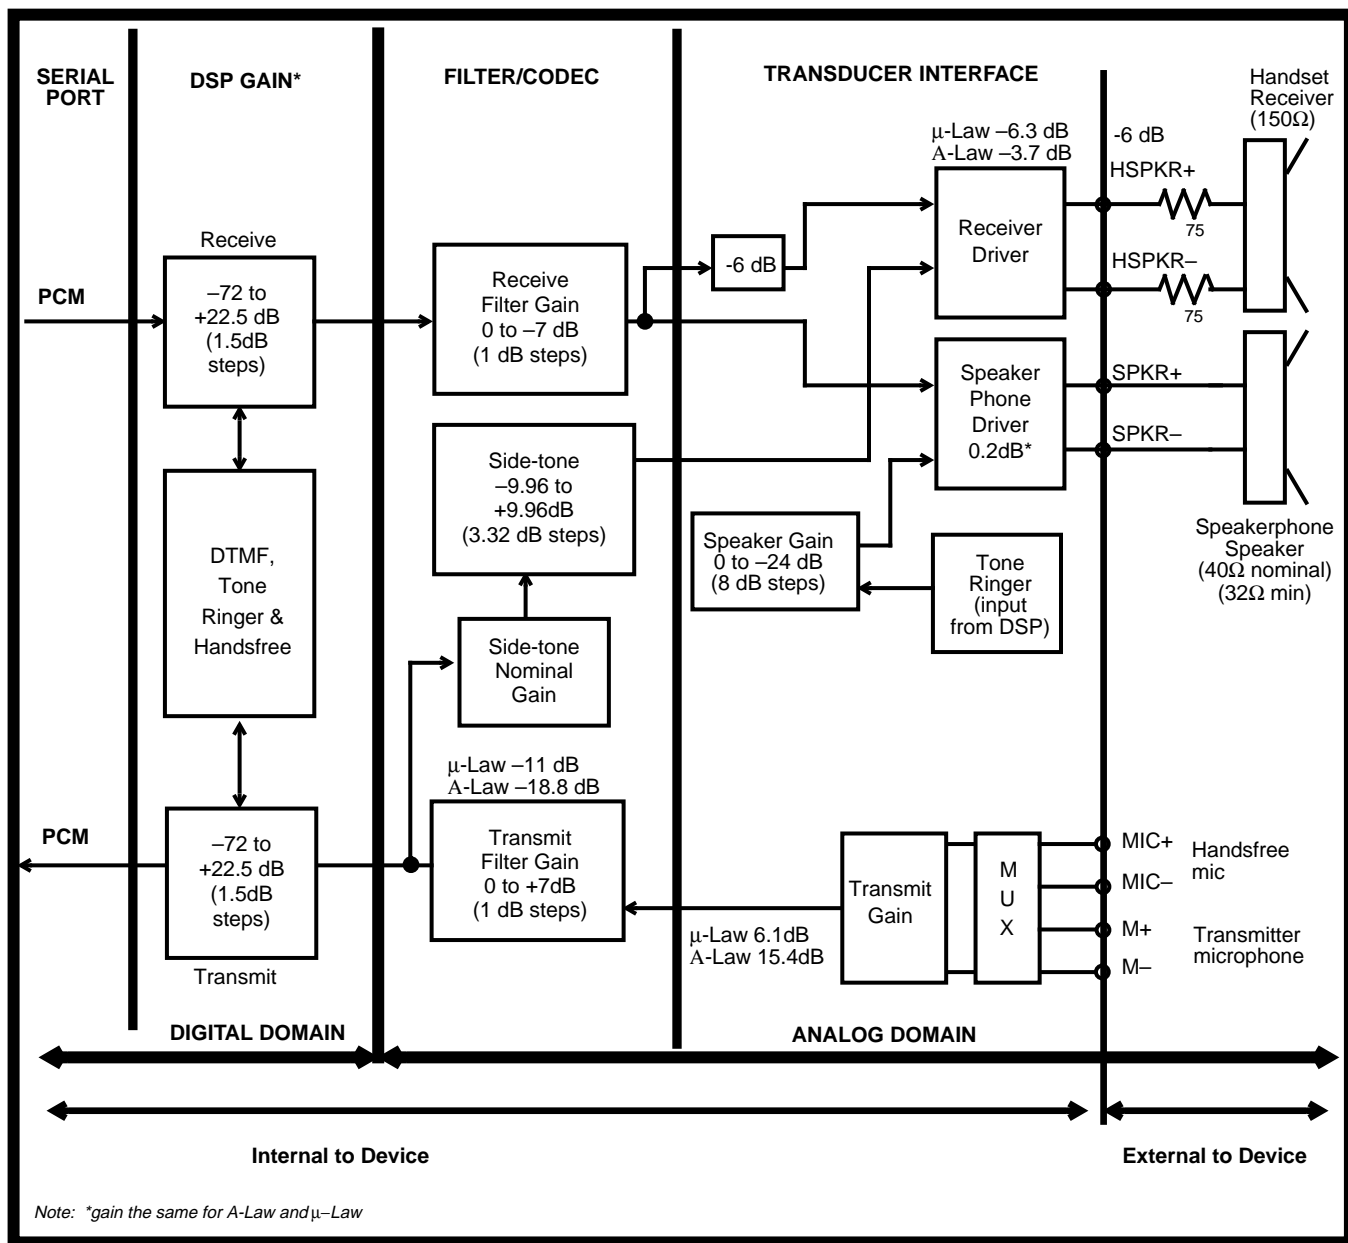 SERIAL
PORT
DSP GAIN*
FILTER/CODEC
TRANSDUCER INTERFACE
Handset
Receiver
(150Ω)
μ-Law –6.3 dB
A-Law –3.7 dB
-6 dB
HSPKR+
75
HSPKR–
75
Receiver
Driver
-6 dB
Receive
PCM
–72 to
+22.5 dB
(1.5dB
steps)
Receive
Filter Gain
0 to –7 dB
(1 dB steps)
Speaker
Phone
Driver
0.2dB*
SPKR+
SPKR–
Side-tone
–9.96 to
+9.96dB
(3.32 dB steps)
Speaker Gain
0 to –24 dB
(8 dB steps)
Tone
Ringer
(input
from DSP)
Speakerphone
Speaker
(40Ω nominal)
(32Ω min)
DTMF,
Tone
Ringer &
Handsfree
Side-tone
Nominal
Gain
μ-Law –11 dB
A-Law –18.8 dB
PCM
–72 to
+22.5 dB
(1.5dB
steps)
Transmit
Transmit
Filter Gain
0 to +7dB
(1 dB steps)
μ-Law 6.1dB
A-Law 15.4dB
Transmit
Gain
M
U
X
MIC+
MIC–
M+
M–
Handsfree
mic
Transmitter
microphone
DIGITAL DOMAIN
ANALOG DOMAIN
Internal to Device
External to Device
Note: *gain the same for A-Law and μ–Law